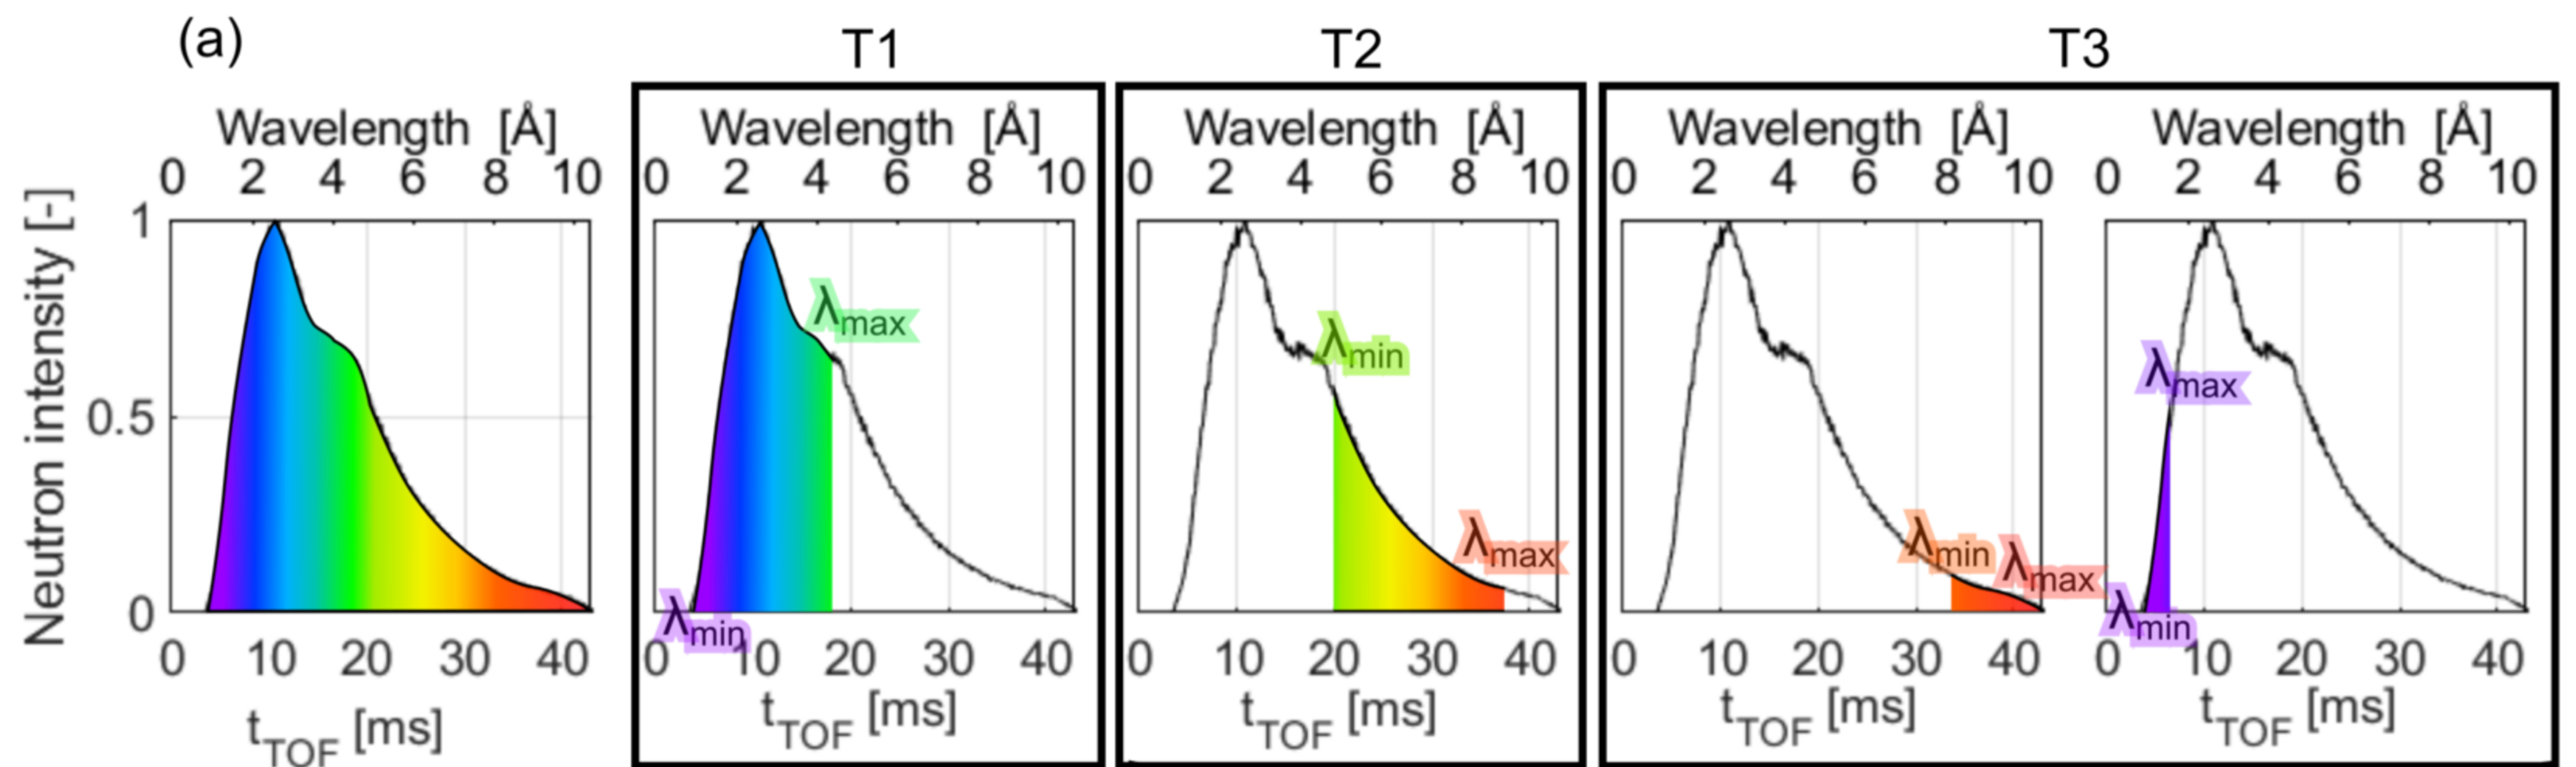 (a)
T1
T2
T3
Wavelength [Å]
Wavelength [Å]
Wavelength [Å]
Wavelength [Å]
Wavelength [Å]
0 2 4 6 8 10
0 2 4 6 8 10
0 2 4 6 8 10
0 2 4 6 8 10
0 2 4 6 8 10
Neutron intensity [-]
1
0.5
0
λmax
λmin
λmin
λmax
λmin
λmax
λmax
λmin
0 10 20 30 40
0 10 20 30 40
0 10 20 30 40
0 10 20 30 40
0 10 20 30 40
tTOF [ms]
tTOF [ms]
tTOF [ms]
tTOF [ms]
tTOF [ms]